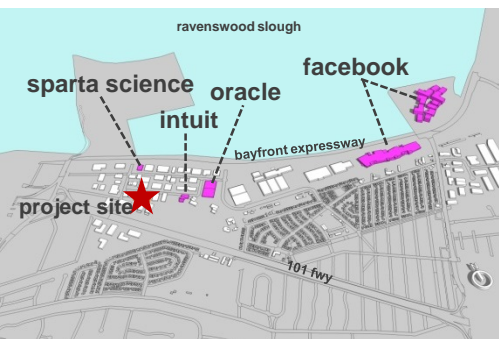 ravenswood slough
facebook
sparta science
oracle
intuit
bayfront expressway
project site
101 fwy